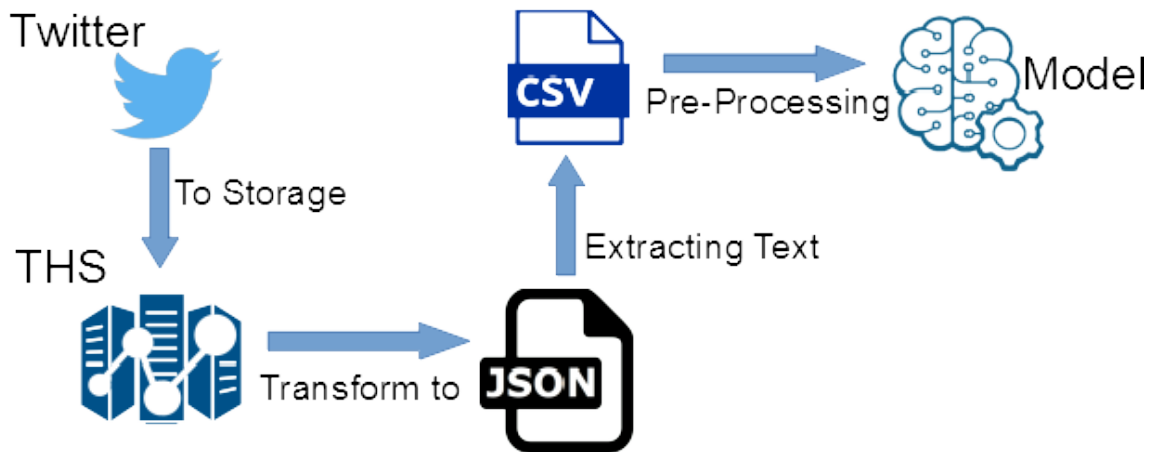 Twitter
To Storage
THS
Transform to
JSON
Extracting Text
CSV
Pre-Processing
Model